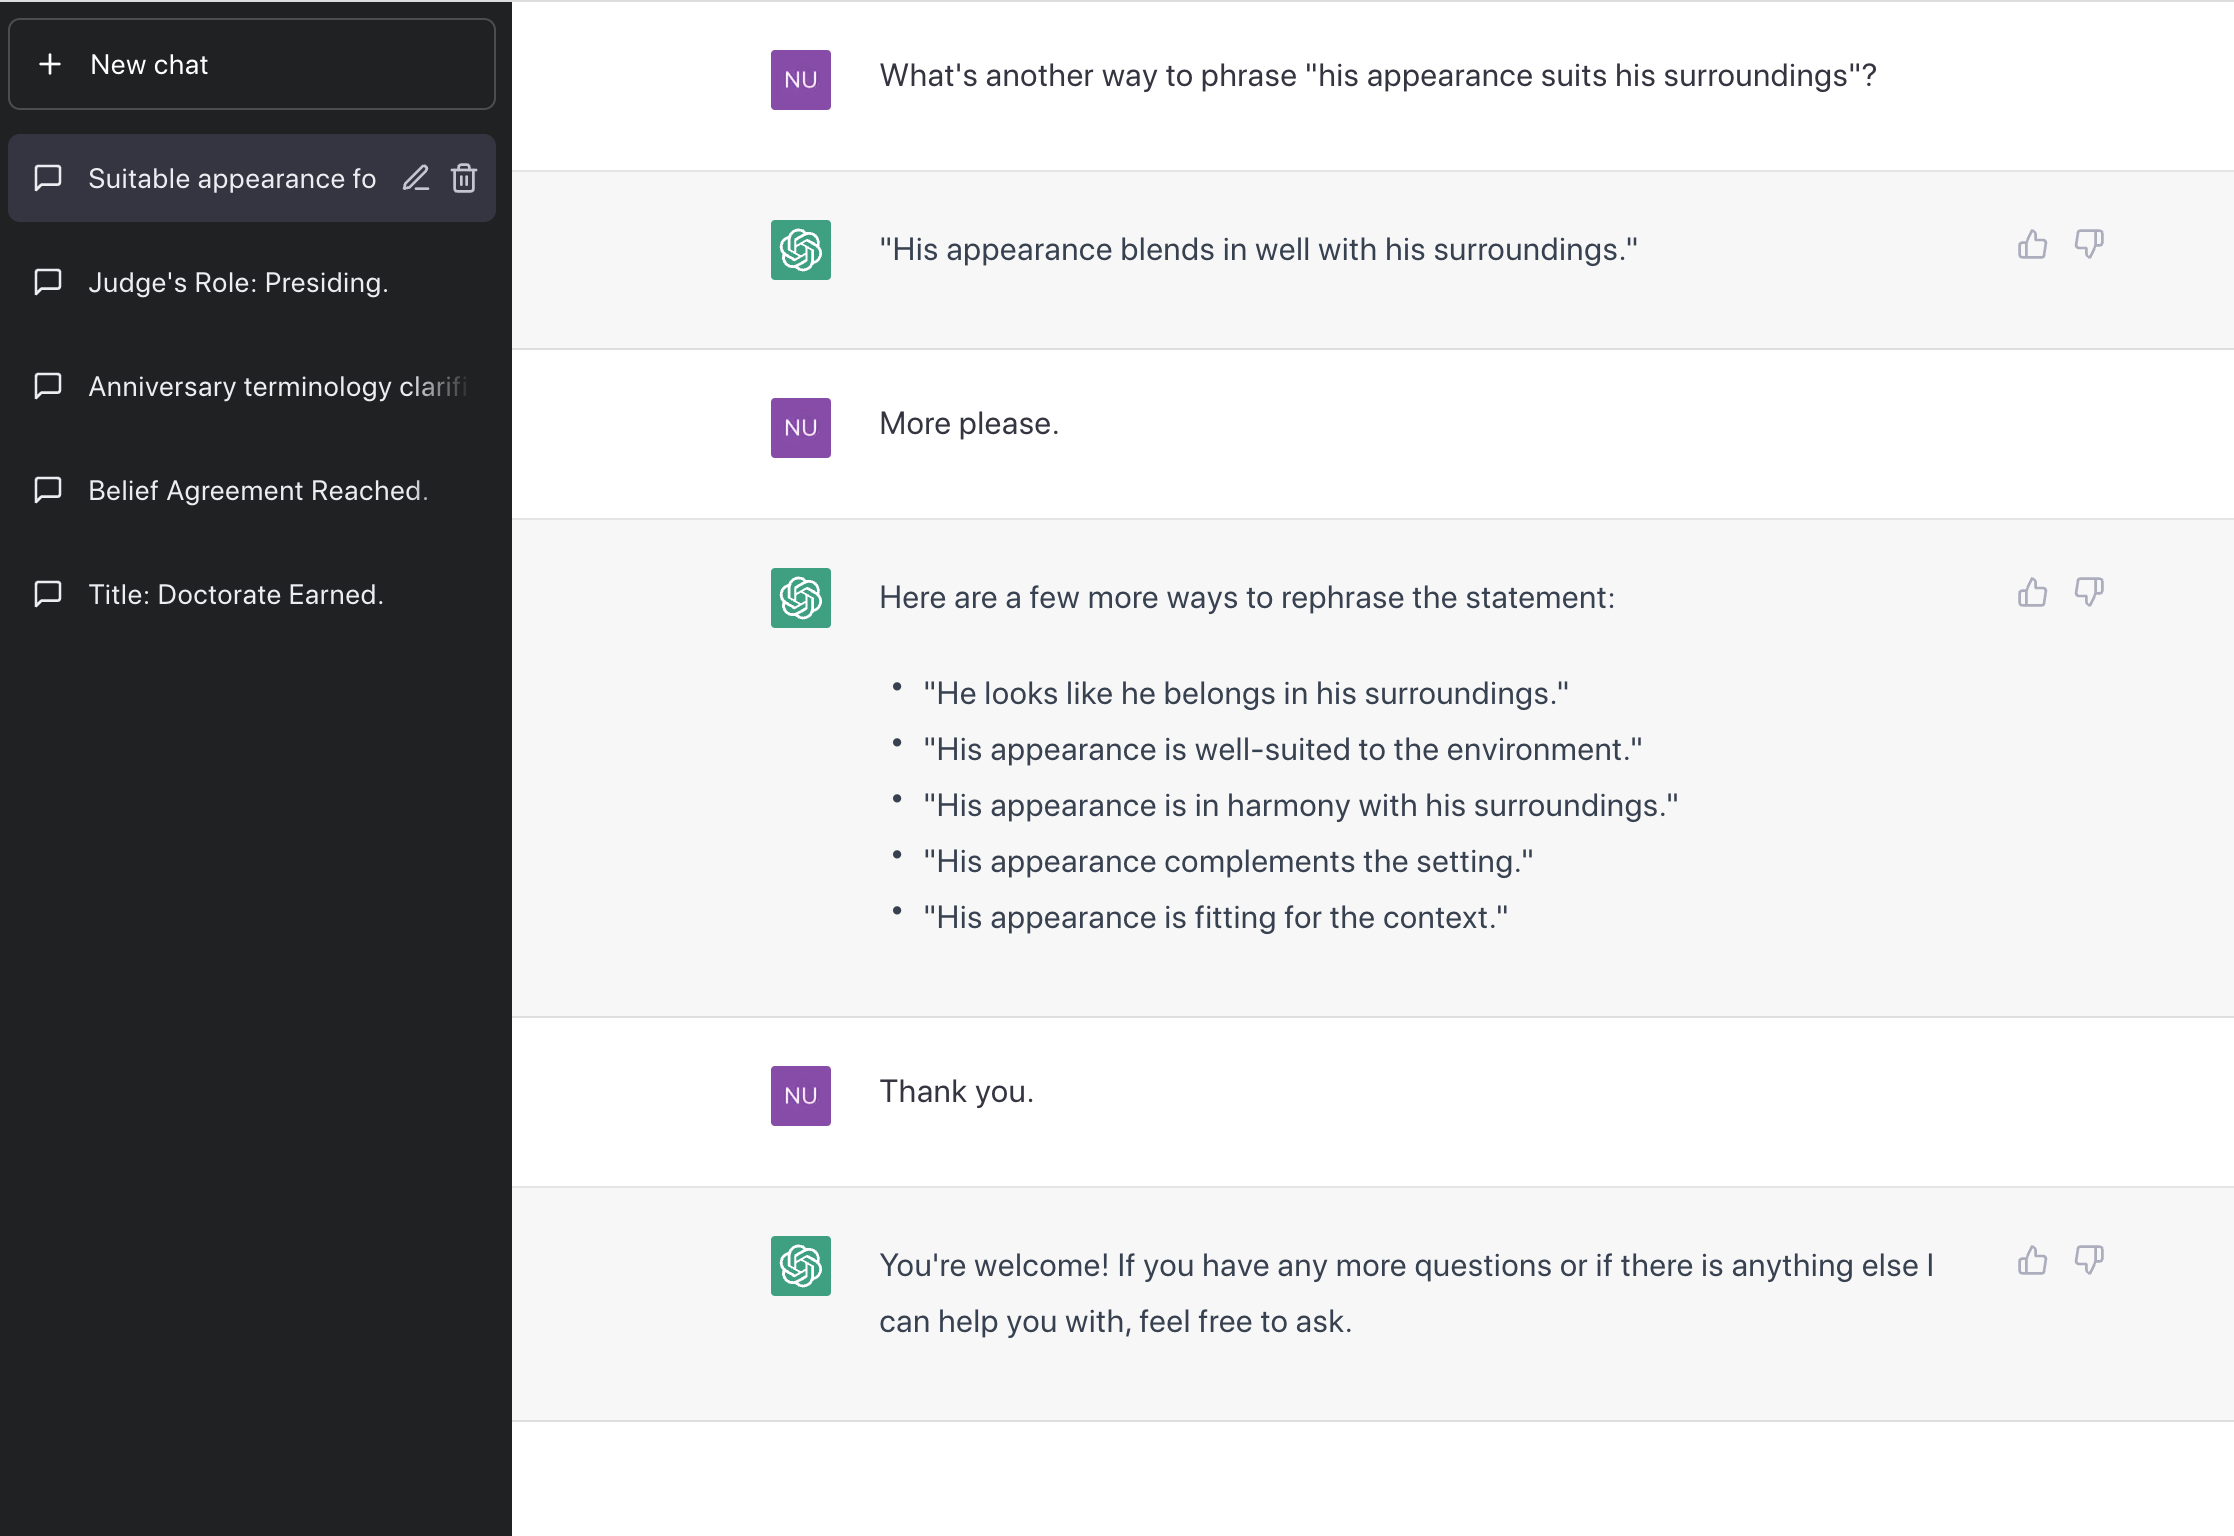 New chat
Suitable appearance fo
Judge's Role: Presiding.
Anniversary terminology clarifi
Belief Agreement Reached.
Title: Doctorate Earned.
NU
What's another way to phrase "his appearance suits his surroundings"?
"His appearance blends in well with his surroundings."
NU
More please.
Here are a few more ways to rephrase the statement:
• "He looks like he belongs in his surroundings."
• "His appearance is well-suited to the environment."
• "His appearance is in harmony with his surroundings."
• "His appearance complements the setting."
• "His appearance is fitting for the context."
NU
Thank you.
You're welcome! If you have any more questions or if there is anything else I
can help you with, feel free to ask.